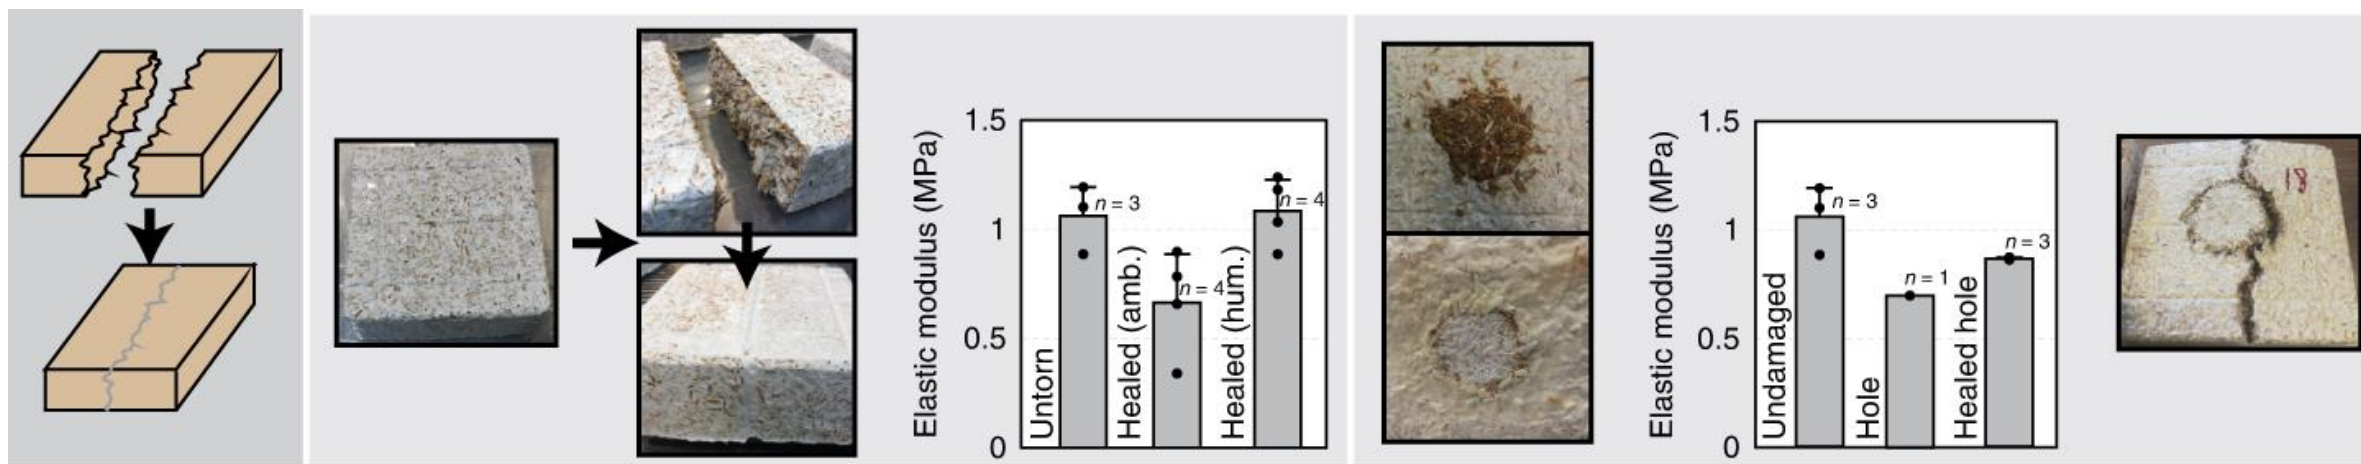 Elastic modulus (MPa)
1.5
1
0.5
0
Untorn
n = 3
Healed (amb.)
n = 4
Healed (hum.)
n = 4
Elastic modulus (MPa)
1.5
1
0.5
0
Undamaged
n = 3
Hole
n = 1
Healed hole
n = 3
18